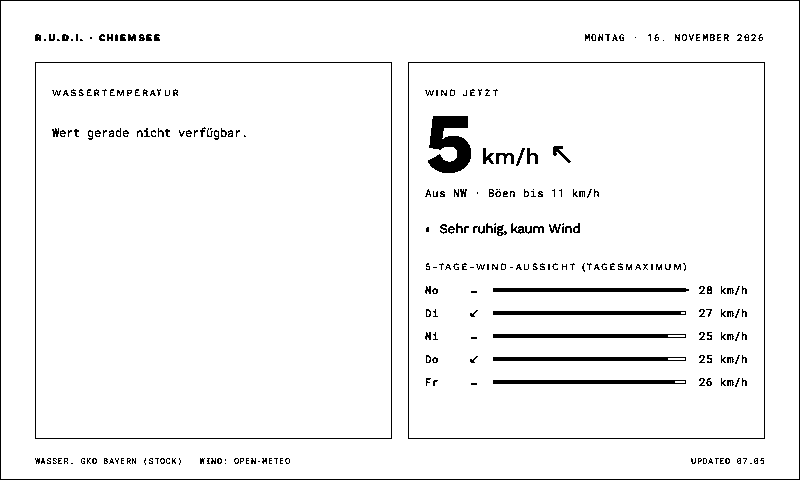 R.U.D.I. · CHIEMSEE
MONTAG · 16. NOVEMBER 2026
WASSERTEMPERATUR
Wert gerade nicht verfügbar.
WIND JETZT
5 km/h ↖
Aus NW · Böen bis 11 km/h
Sehr ruhig, kaum Wind
5-TAGE-WIND-AUSSICHT (TAGESMAXIMUM)
Mo 28 km/h
Di ↙ 27 km/h
Mi 25 km/h
Do ↙ 25 km/h
Fr 26 km/h
WASSER: GKD BAYERN (STOCK) WIND: OPEN-METEO
UPDATED 07:05